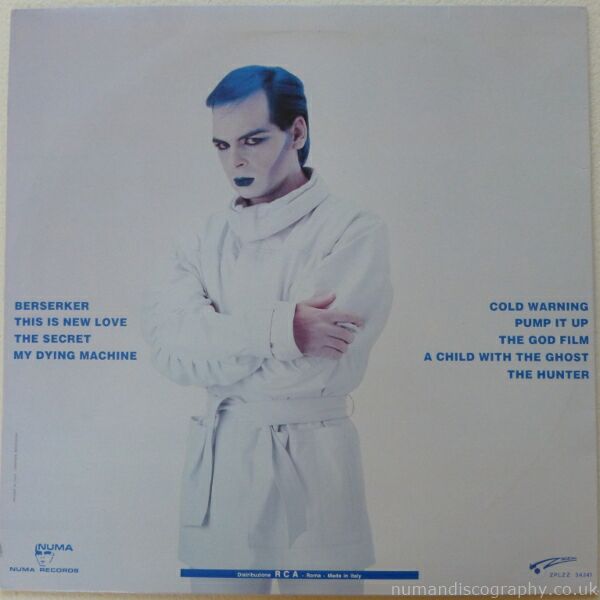 BERSERKER
THIS IS NEW LOVE
THE SECRET
MY DYING MACHINE
COLD WARNING
PUMP IT UP
THE GOD FILM
A CHILD WITH THE GHOST
THE HUNTER
NUMA
NUMA RECORDS
Distribuzione RCA - Roma - Made in Italy
ZPLZZ 34341
numandiscography.co.uk